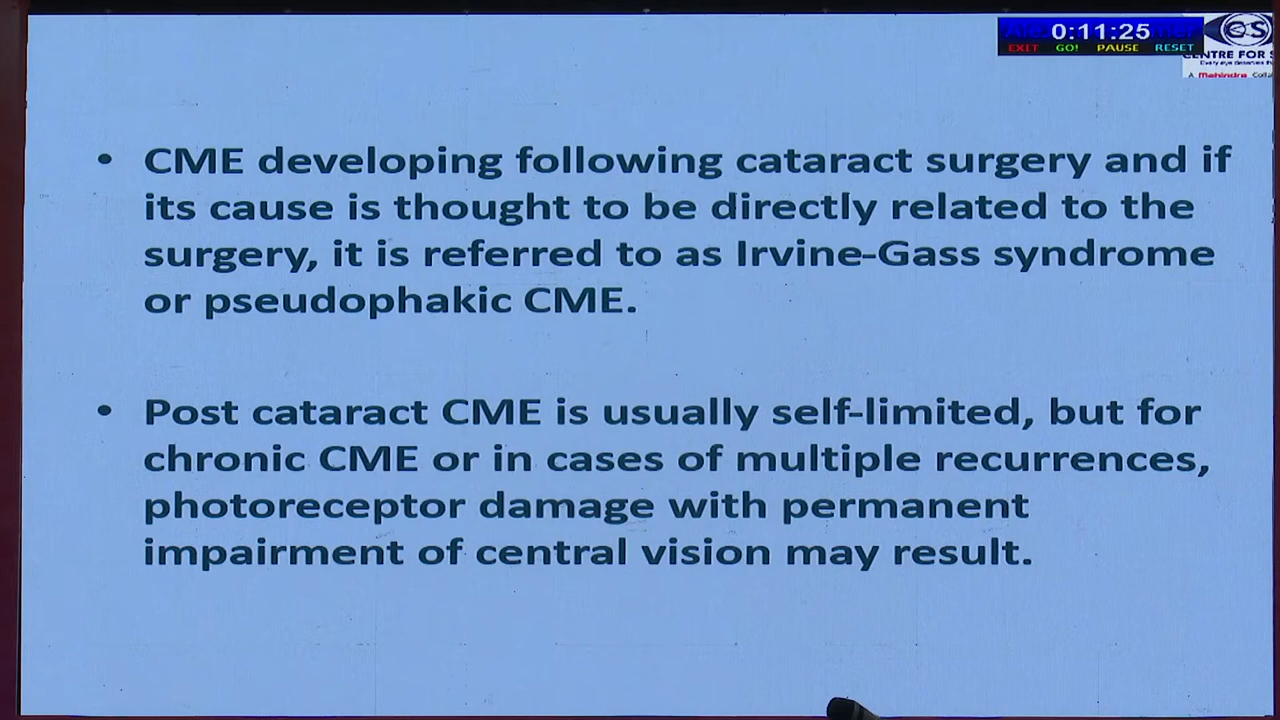 0:11:25
EXIT GO! PAUSE RESET
CENTRE FOR
A Mahindra
• CME developing following cataract surgery and if
its cause is thought to be directly related to the
surgery, it is referred to as Irvine-Gass syndrome
or pseudophakic CME.
• Post cataract CME is usually self-limited, but for
chronic CME or in cases of multiple recurrences,
photoreceptor damage with permanent
impairment of central vision may result.